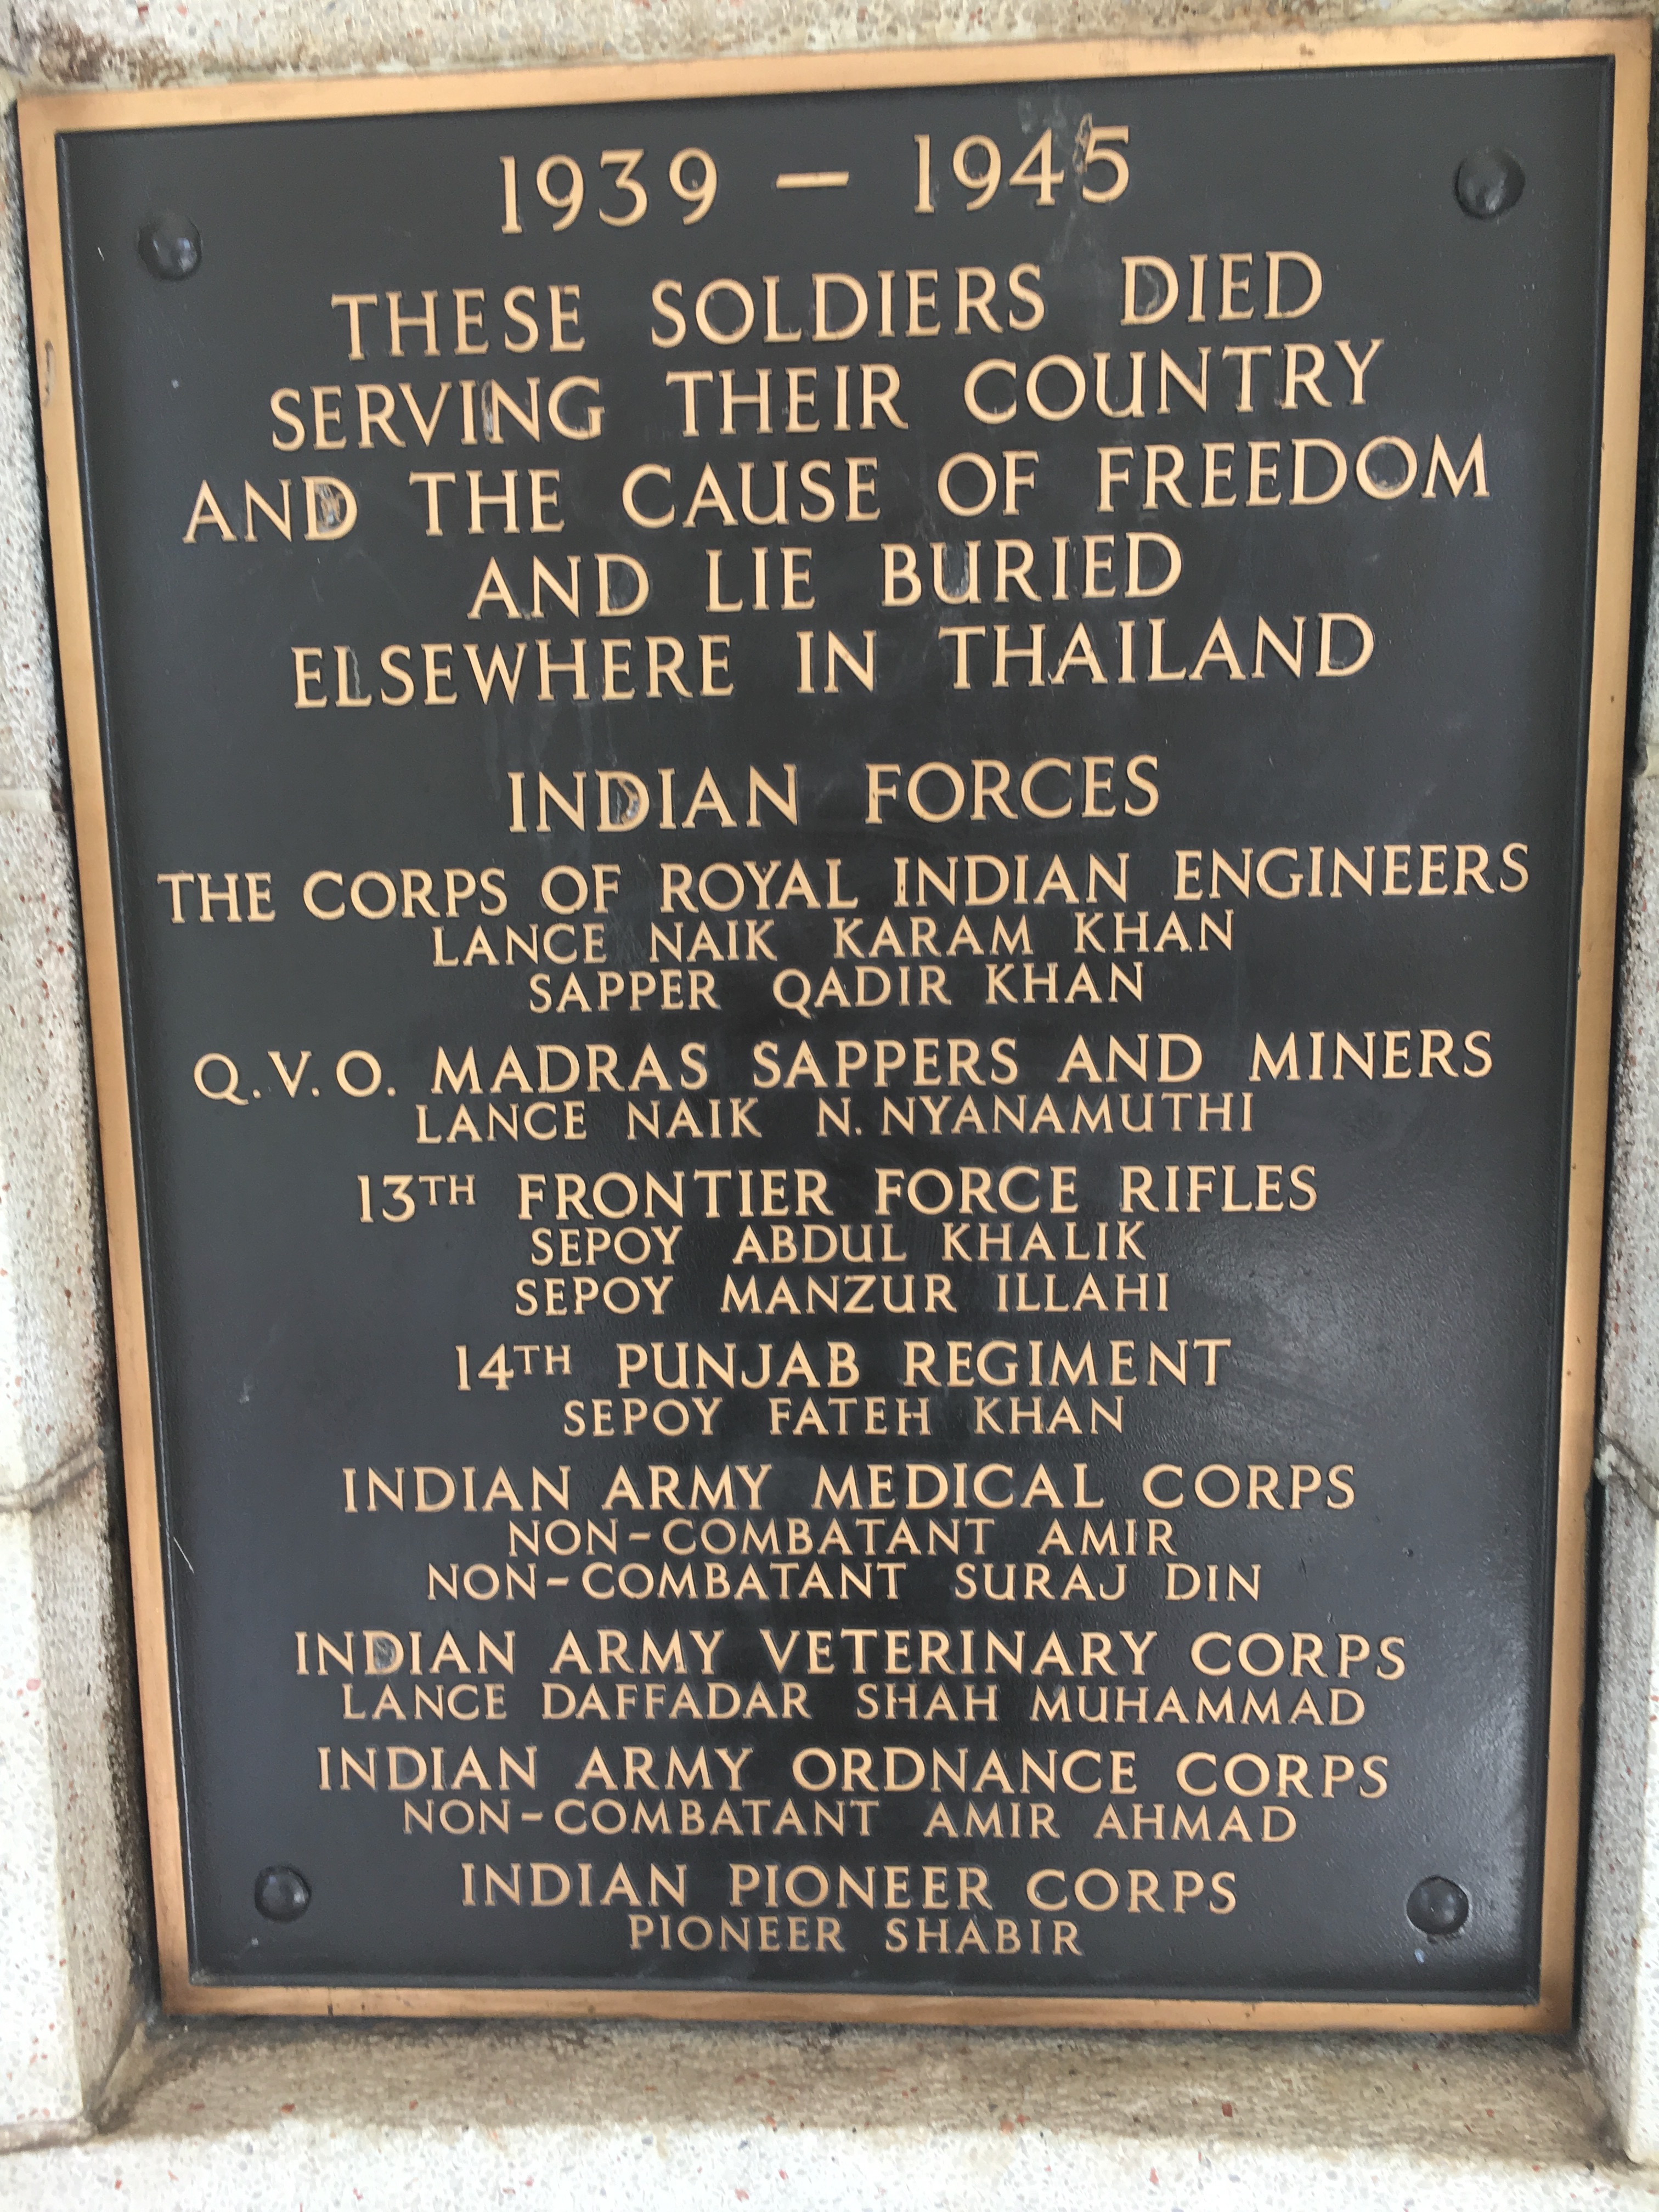 1939 – 1945
THESE SOLDIERS DIED
SERVING THEIR COUNTRY
AND THE CAUSE OF FREEDOM
AND LIE BURIED
ELSEWHERE IN THAILAND
INDIAN FORCES
THE CORPS OF ROYAL INDIAN ENGINEERS
LANCE NAIK KARAM KHAN
SAPPER QADIR KHAN
Q.V.O. MADRAS SAPPERS AND MINERS
LANCE NAIK N. NYANAMUTHI
13TH FRONTIER FORCE RIFLES
SEPOY ABDUL KHALIK
SEPOY MANZUR ILLAHI
14TH PUNJAB REGIMENT
SEPOY FATEH KHAN
INDIAN ARMY MEDICAL CORPS
NON-COMBATANT AMIR
NON-COMBATANT SURAJ DIN
INDIAN ARMY VETERINARY CORPS
LANCE DAFFADAR SHAH MUHAMMAD
INDIAN ARMY ORDNANCE CORPS
NON-COMBATANT AMIR AHMAD
INDIAN PIONEER CORPS
PIONEER SHABIR